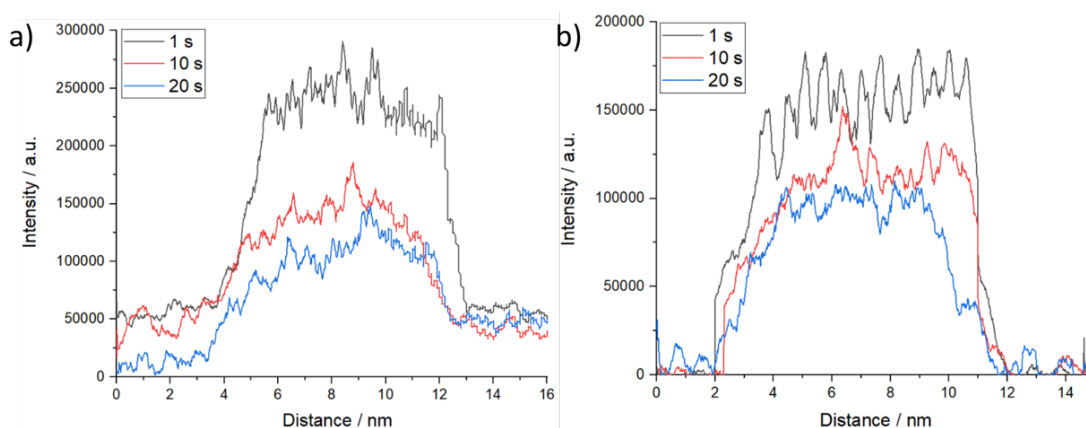 a)
300000
250000
200000
150000
100000
50000
0
Intensity / a.u.
1 s
10 s
20 s
0 2 4 6 8 10 12 14 16
Distance / nm
b)
200000
150000
100000
50000
0
Intensity / a.u.
1 s
10 s
20 s
0 2 4 6 8 10 12 14
Distance / nm